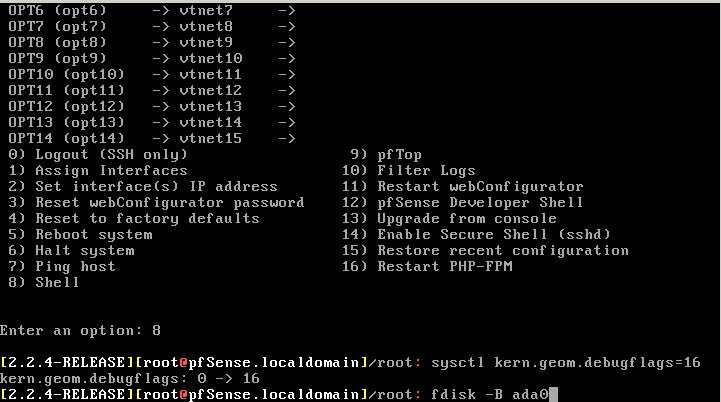 OPT6 (opt6) -> vtnet7 ->
OPT7 (opt7) -> vtnet8 ->
OPT8 (opt8) -> vtnet9 ->
OPT9 (opt9) -> vtnet10 ->
OPT10 (opt10) -> vtnet11 ->
OPT11 (opt11) -> vtnet12 ->
OPT12 (opt12) -> vtnet13 ->
OPT13 (opt13) -> vtnet14 ->
OPT14 (opt14) -> vtnet15 ->
0) Logout (SSH only) 9) pfTop
1) Assign Interfaces 10) Filter Logs
2) Set interface(s) IP address 11) Restart webConfigurator
3) Reset webConfigurator password 12) pfSense Developer Shell
4) Reset to factory defaults 13) Upgrade from console
5) Reboot system 14) Enable Secure Shell (sshd)
6) Halt system 15) Restore recent configuration
7) Ping host 16) Restart PHP-FPM
8) Shell
Enter an option: 8
[2.2.4-RELEASE][root@pfSense.localdomain]/root: sysctl kern.geom.debugflags=16
kern.geom.debugflags: 0 -> 16
[2.2.4-RELEASE][root@pfSense.localdomain]/root: fdisk -B ada0